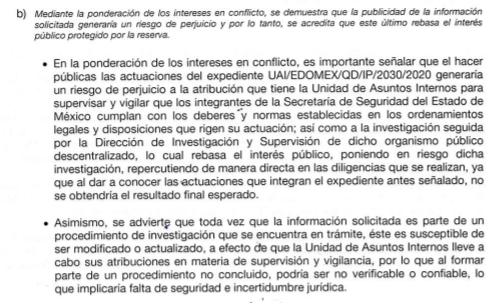 b) Mediante la ponderación de los intereses en conflicto, se demuestra que la publicidad de la información
solicitada generaría un riesgo de perjuicio y por lo tanto, se acredita que este último rebasa el interés
público protegido por la reserva.
• En la ponderación de los intereses en conflicto, es importante señalar que el hacer
públicas las actuaciones del expediente UAI/EDOMEX/QD/IP/2030/2020 generaría
un riesgo de perjuicio a la atribución que tiene la Unidad de Asuntos Internos para
supervisar y vigilar que los integrantes de la Secretaría de Seguridad del Estado de
México cumplan con los deberes y normas establecidas en los ordenamientos
legales y disposiciones que rigen su actuación; así como a la investigación seguida
por la Dirección de Investigación y Supervisión de dicho organismo público
descentralizado, lo cual rebasa el interés público, poniendo en riesgo dicha
investigación, repercutiendo de manera directa en las diligencias que se realizan, ya
que al dar a conocer las actuaciones que integran el expediente antes señalado, no
se obtendría el resultado final esperado.
• Asimismo, se advierte que toda vez que la información solicitada es parte de un
procedimiento de investigación que se encuentra en trámite, éste es susceptible de
ser modificado o actualizado, a efecto de que la Unidad de Asuntos Internos lleve a
cabo sus atribuciones en materia de supervisión y vigilancia, por lo que al formar
parte de un procedimiento no concluido, podría ser no verificable o confiable, lo
que implicaría falta de seguridad e incertidumbre jurídica.